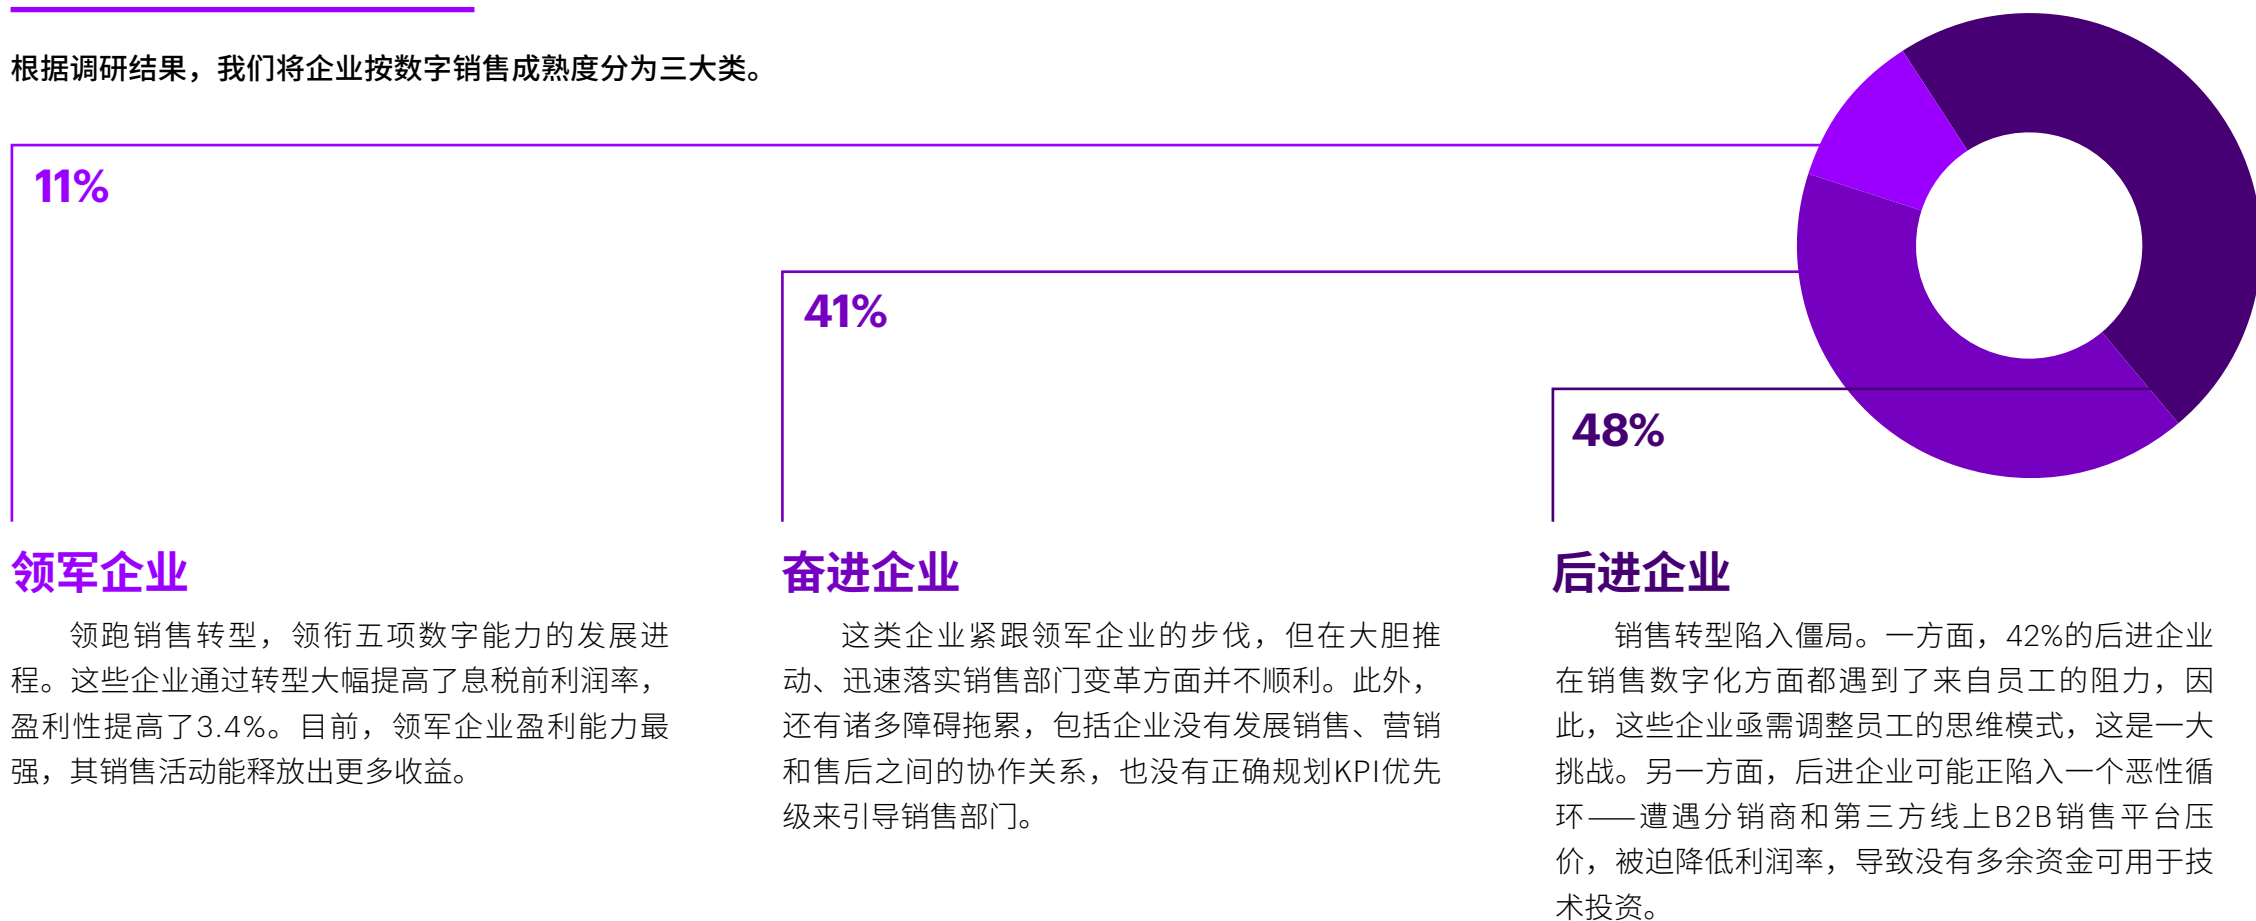 根据调研结果，我们将企业按数字销售成熟度分为三大类。
11%
41%
48%
领军企业
领跑销售转型，领衔五项数字能力的发展进
程。这些企业通过转型大幅提高了息税前利润率，
盈利性提高了3.4%。目前，领军企业盈利能力最
强，其销售活动能释放出更多收益。
奋进企业
这类企业紧跟领军企业的步伐，但在大胆推
动、迅速落实销售部门变革方面并不顺利。此外，
还有诸多障碍拖累，包括企业没有发展销售、营销
和售后之间的协作关系，也没有正确规划KPI优先
级来引导销售部门。
后进企业
销售转型陷入僵局。一方面，42%的后进企业
在销售数字化方面都遇到了来自员工的阻力，因
此，这些企业亟需调整员工的思维模式，这是一大
挑战。另一方面，后进企业可能正陷入一个恶性循
环——遭遇分销商和第三方线上B2B销售平台压
价，被迫降低利润率，导致没有多余资金可用于技
术投资。